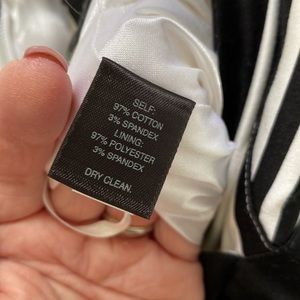 SELF:
97% COTTON
3% SPANDEX
LINING:
97% POLYESTER
3% SPANDEX
DRY CLEAN.